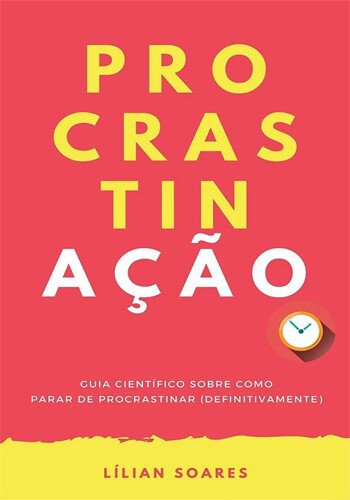 PRO
CRAS
TIN
AÇÃO
GUIA CIENTÍFICO SOBRE COMO
PARAR DE PROCRASTINAR (DEFINITIVAMENTE)
LÍLIAN SOARES